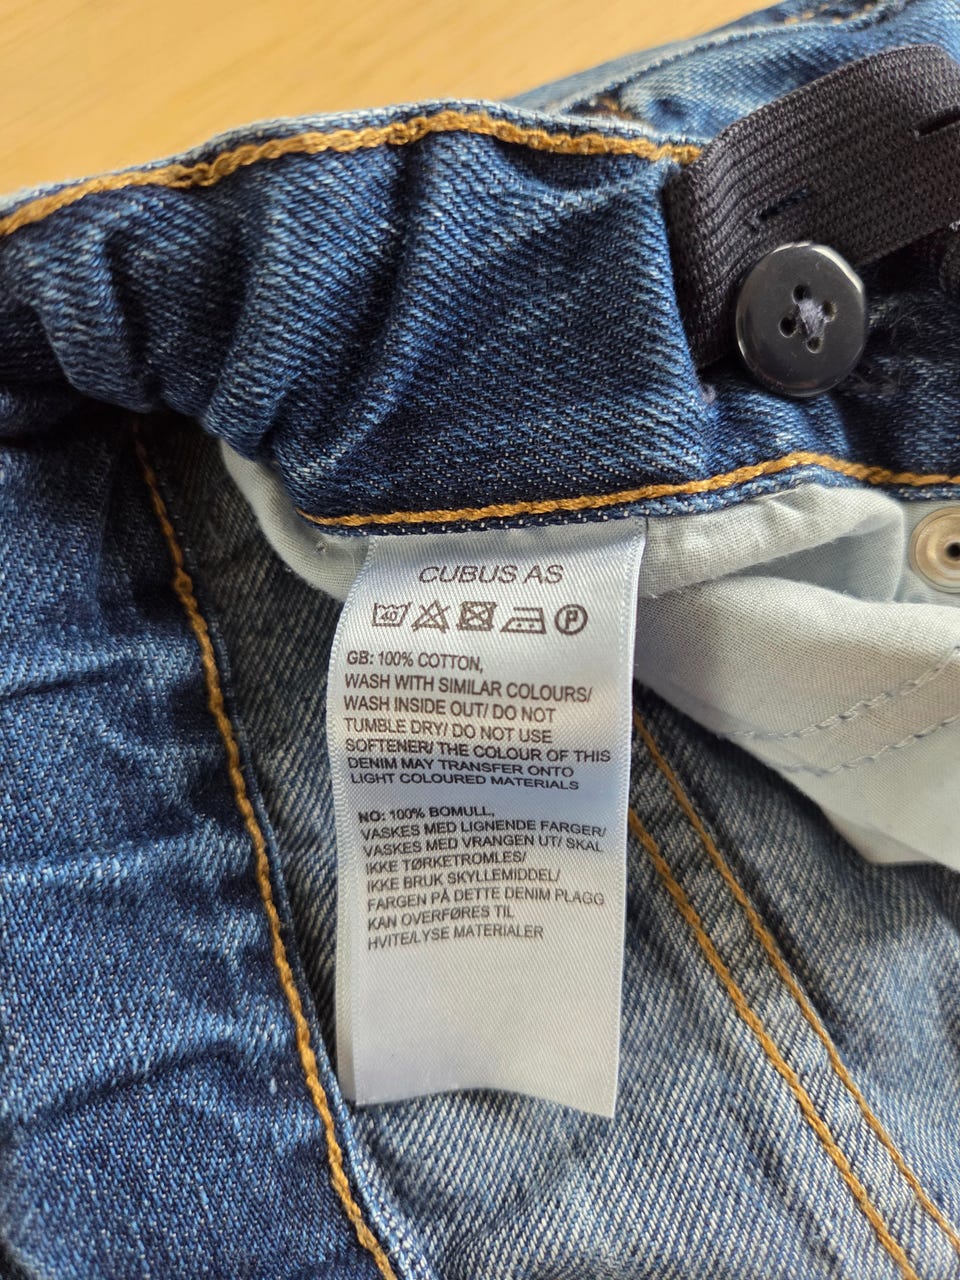 CUBUS AS
40 P
GB: 100% COTTON,
WASH WITH SIMILAR COLOURS/
WASH INSIDE OUT/ DO NOT
TUMBLE DRY/ DO NOT USE
SOFTENER/ THE COLOUR OF THIS
DENIM MAY TRANSFER ONTO
LIGHT COLOURED MATERIALS
NO: 100% BOMULL,
VASKES MED LIGNENDE FARGER/
VASKES MED VRANGEN UT/ SKAL
IKKE TØRKETROMLES/
IKKE BRUK SKYLLEMIDDEL/
FARGEN PÅ DETTE DENIM PLAGG
KAN OVERFØRES TIL
HVITE/LYSE MATERIALER